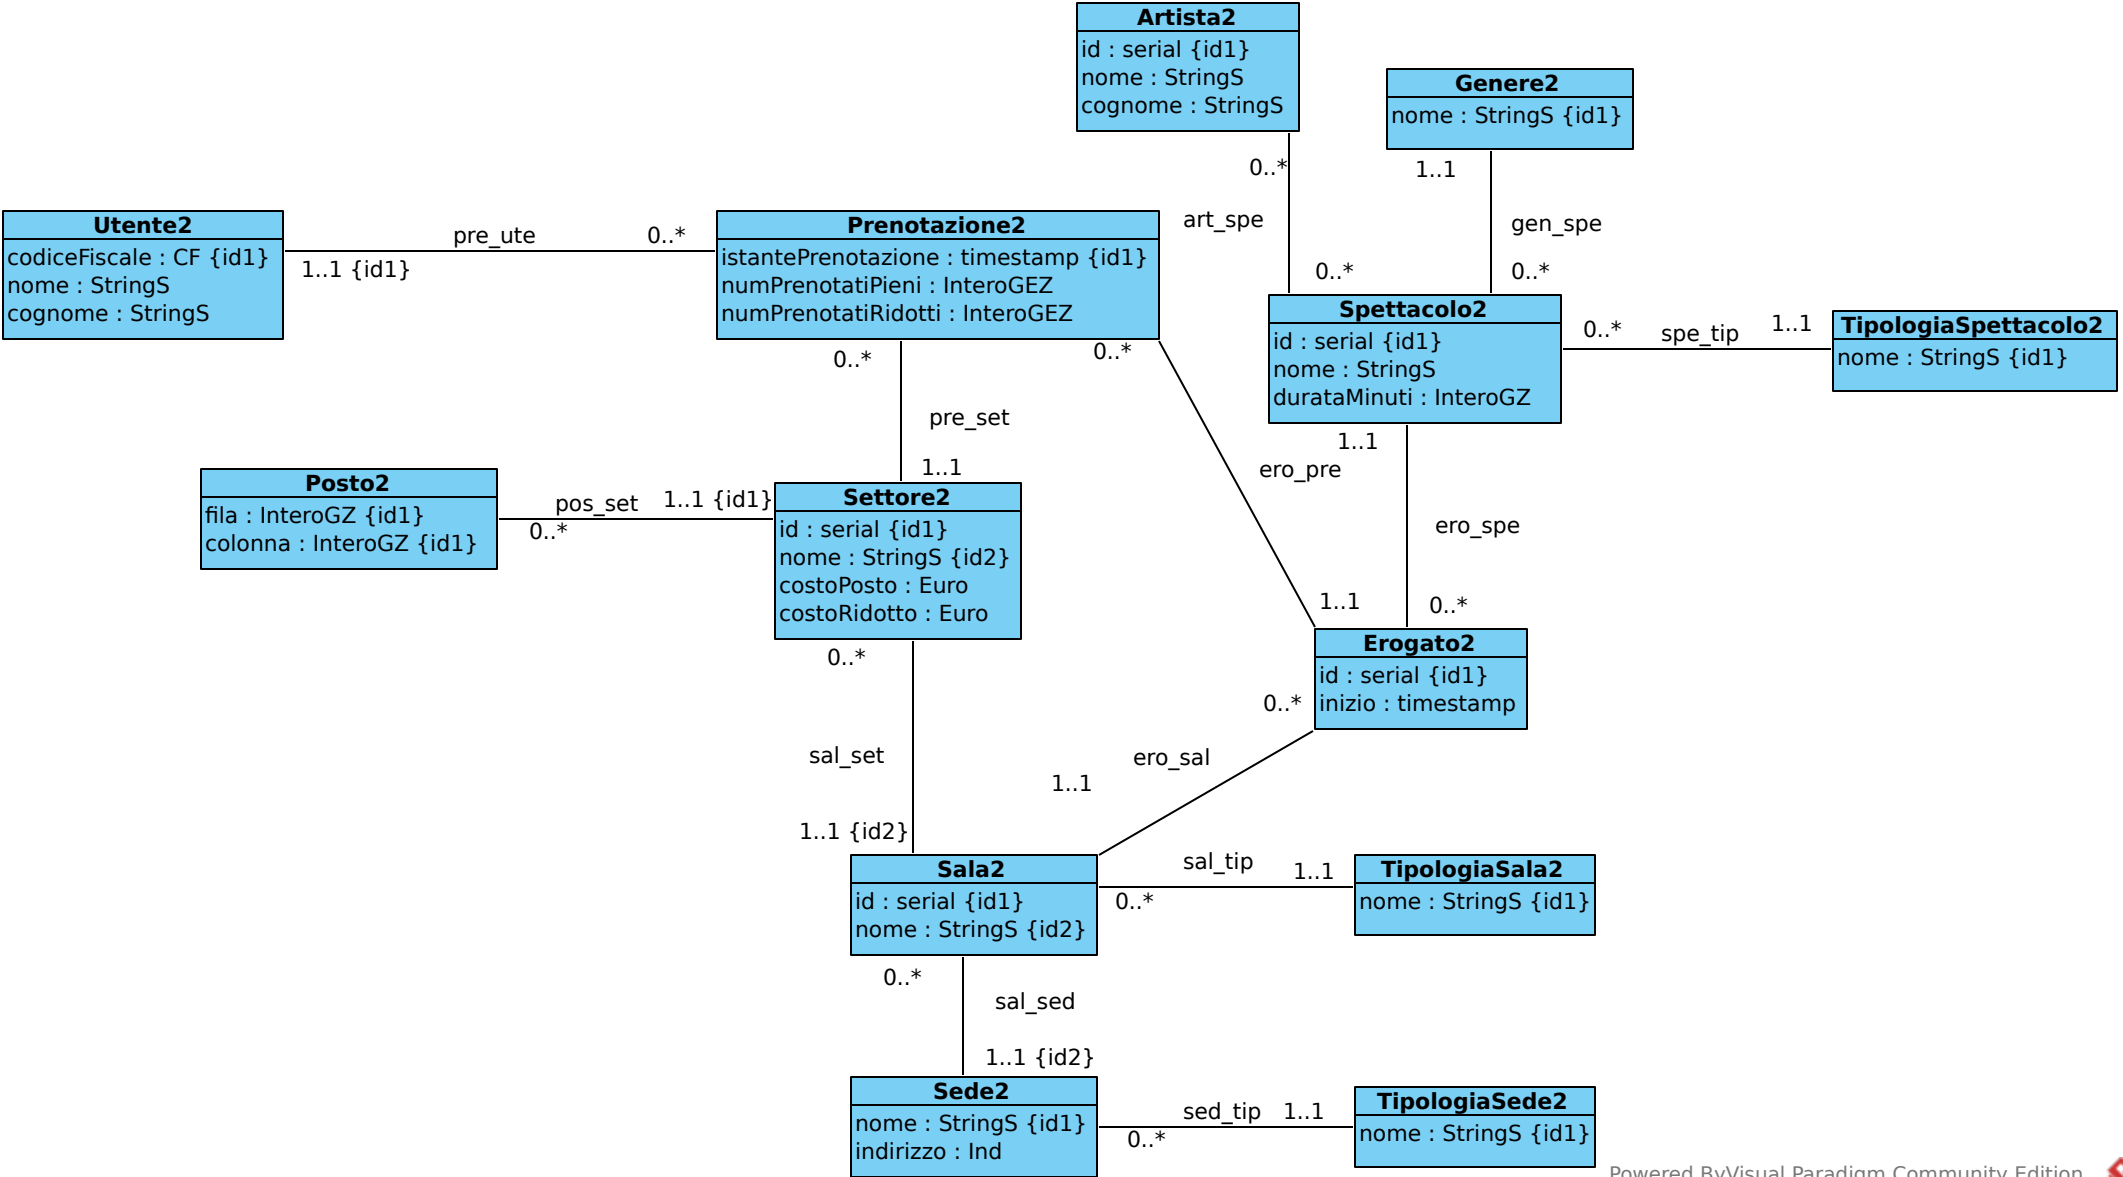 Artista2
id : serial {id1}
nome : StringS
cognome : StringS
Genere2
nome : StringS {id1}
0..*
1..1
art_spe
gen_spe
0..*
0..*
Utente2
codiceFiscale : CF {id1}
nome : StringS
cognome : StringS
pre_ute
0..*
1..1 {id1}
Prenotazione2
istantePrenotazione : timestamp {id1}
numPrenotatiPieni : InteroGEZ
numPrenotatiRidotti : InteroGEZ
Spettacolo2
id : serial {id1}
nome : StringS
durataMinuti : InteroGZ
0..*
spe_tip
1..1
TipologiaSpettacolo2
nome : StringS {id1}
0..*
0..*
pre_set
1..1
1..1
ero_pre
ero_spe
1..1
0..*
Posto2
fila : InteroGZ {id1}
colonna : InteroGZ {id1}
pos_set
1..1 {id1}
0..*
Settore2
id : serial {id1}
nome : StringS {id2}
costoPosto : Euro
costoRidotto : Euro
Erogato2
id : serial {id1}
inizio : timestamp
0..*
0..*
sal_set
ero_sal
1..1
1..1 {id2}
Sala2
id : serial {id1}
nome : StringS {id2}
sal_tip
1..1
0..*
TipologiaSala2
nome : StringS {id1}
0..*
sal_sed
1..1 {id2}
Sede2
nome : StringS {id1}
indirizzo : Ind
sed_tip
1..1
0..*
TipologiaSede2
nome : StringS {id1}
Powered ByVisual Paradigm Community Edition